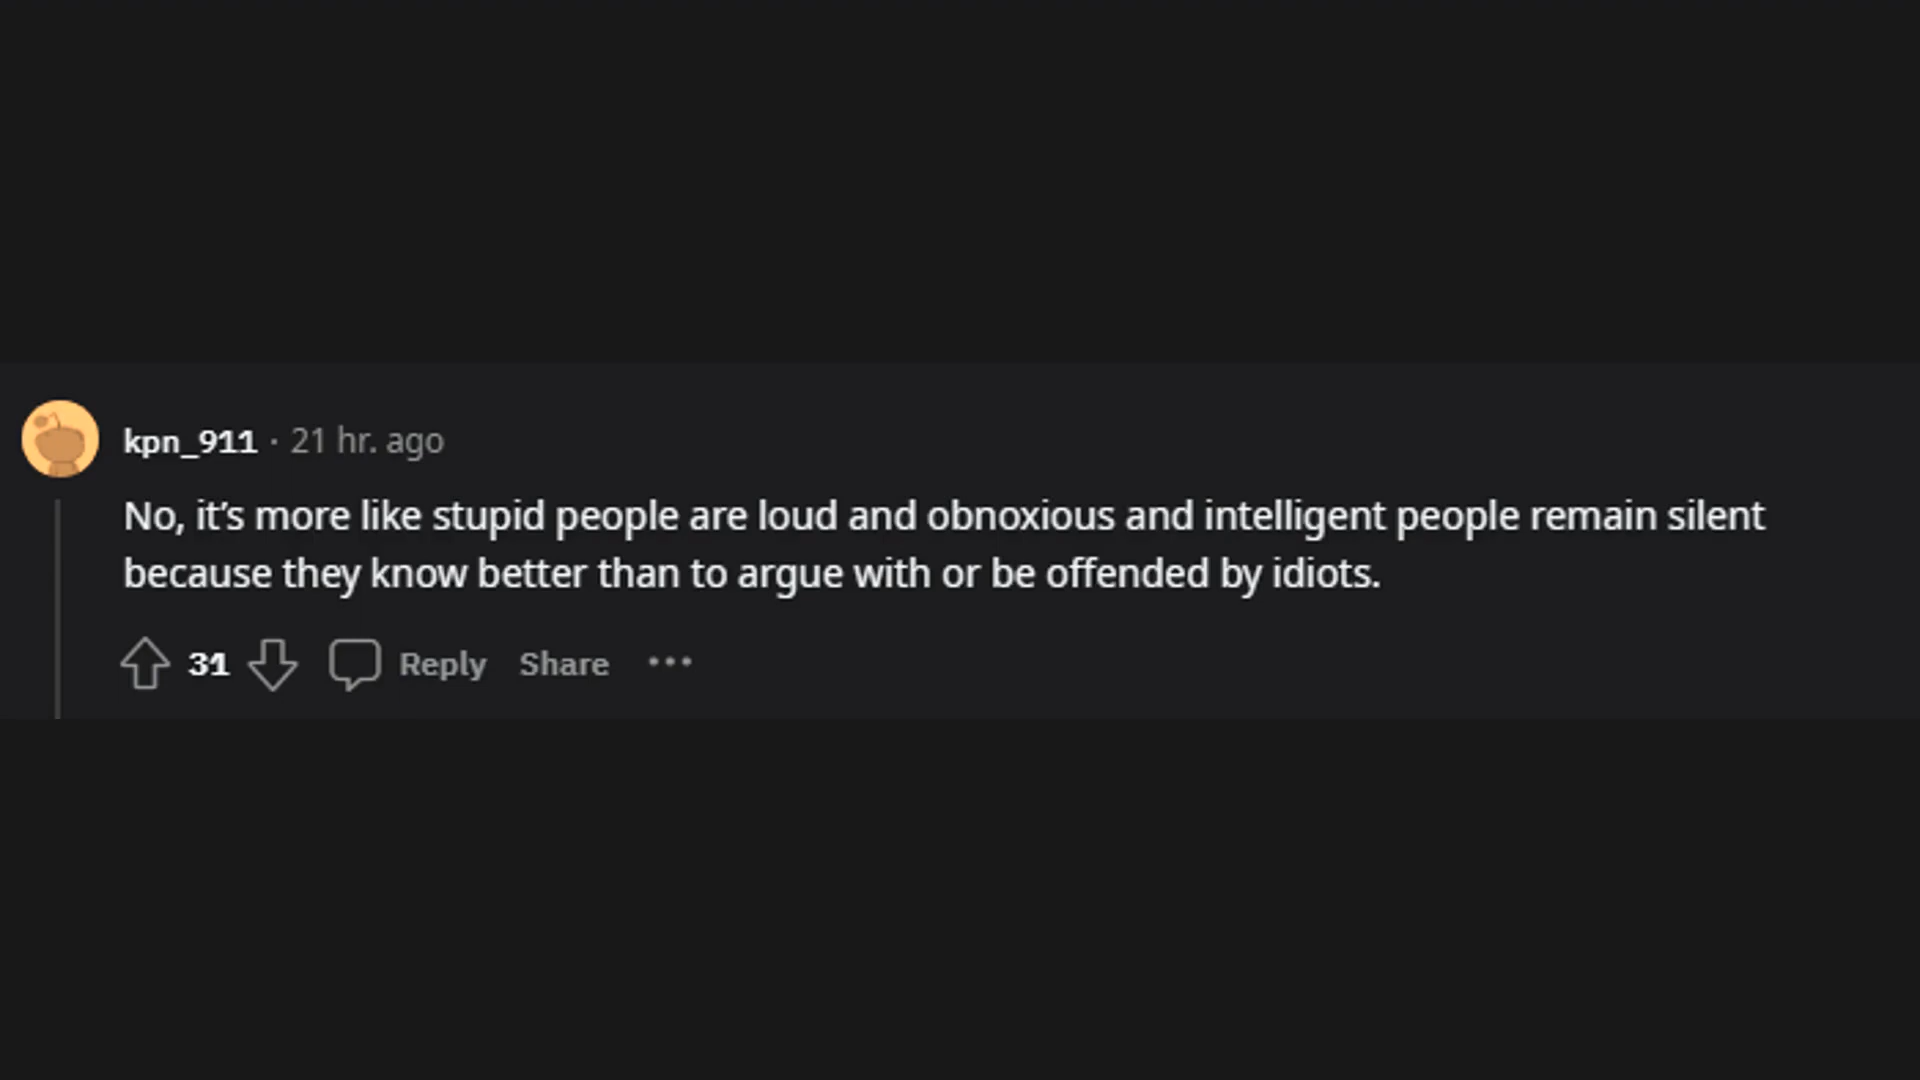 kpn_911 · 21 hr. ago
No, it’s more like stupid people are loud and obnoxious and intelligent people remain silent
because they know better than to argue with or be offended by idiots.
31 Reply Share ···